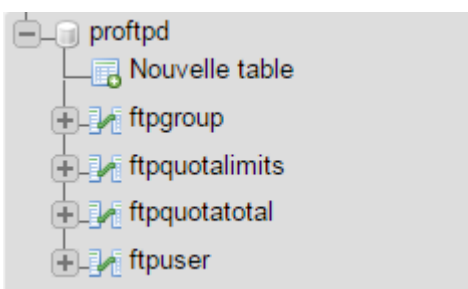 proftpd
Nouvelle table
ftpgroup
ftpquotalimits
ftpquotatotal
ftpuser